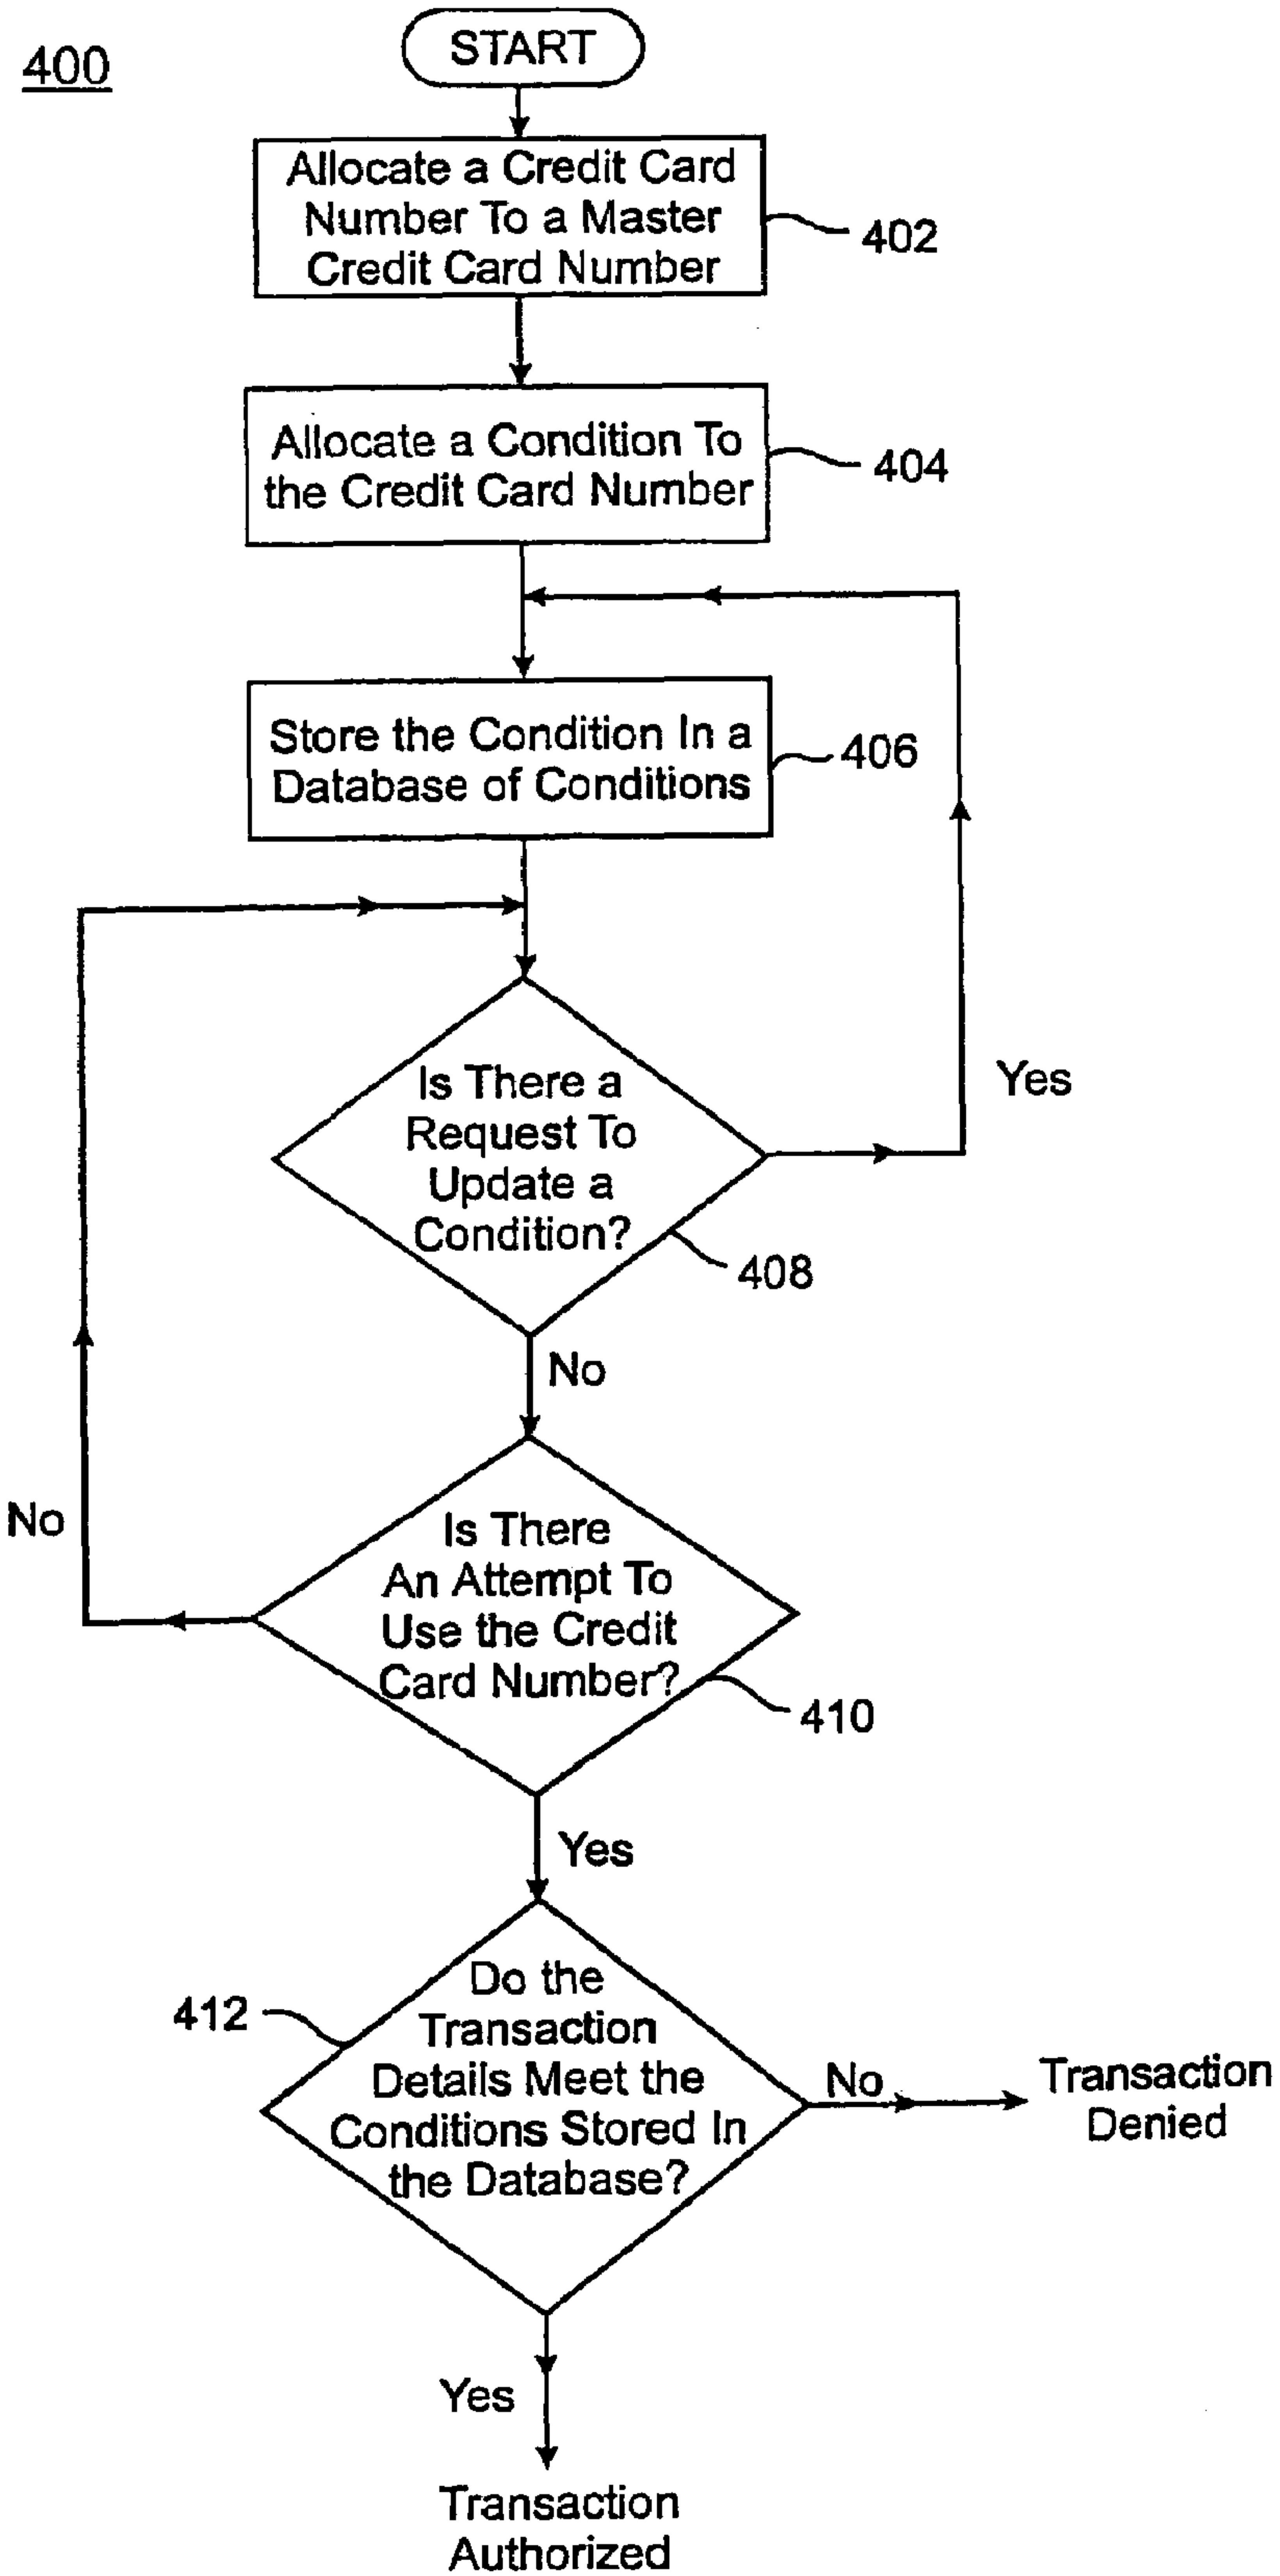 400
START
Allocate a Credit Card
Number To a Master
Credit Card Number
402
Allocate a Condition To
the Credit Card Number
404
Store the Condition In a
Database of Conditions
406
Is There a
Request To
Update a
Condition?
408
Yes
No
Is There
An Attempt To
Use the Credit
Card Number?
410
No
Yes
412
Do the
Transaction
Details Meet the
Conditions Stored In
the Database?
No
Transaction
Denied
Yes
Transaction
Authorized